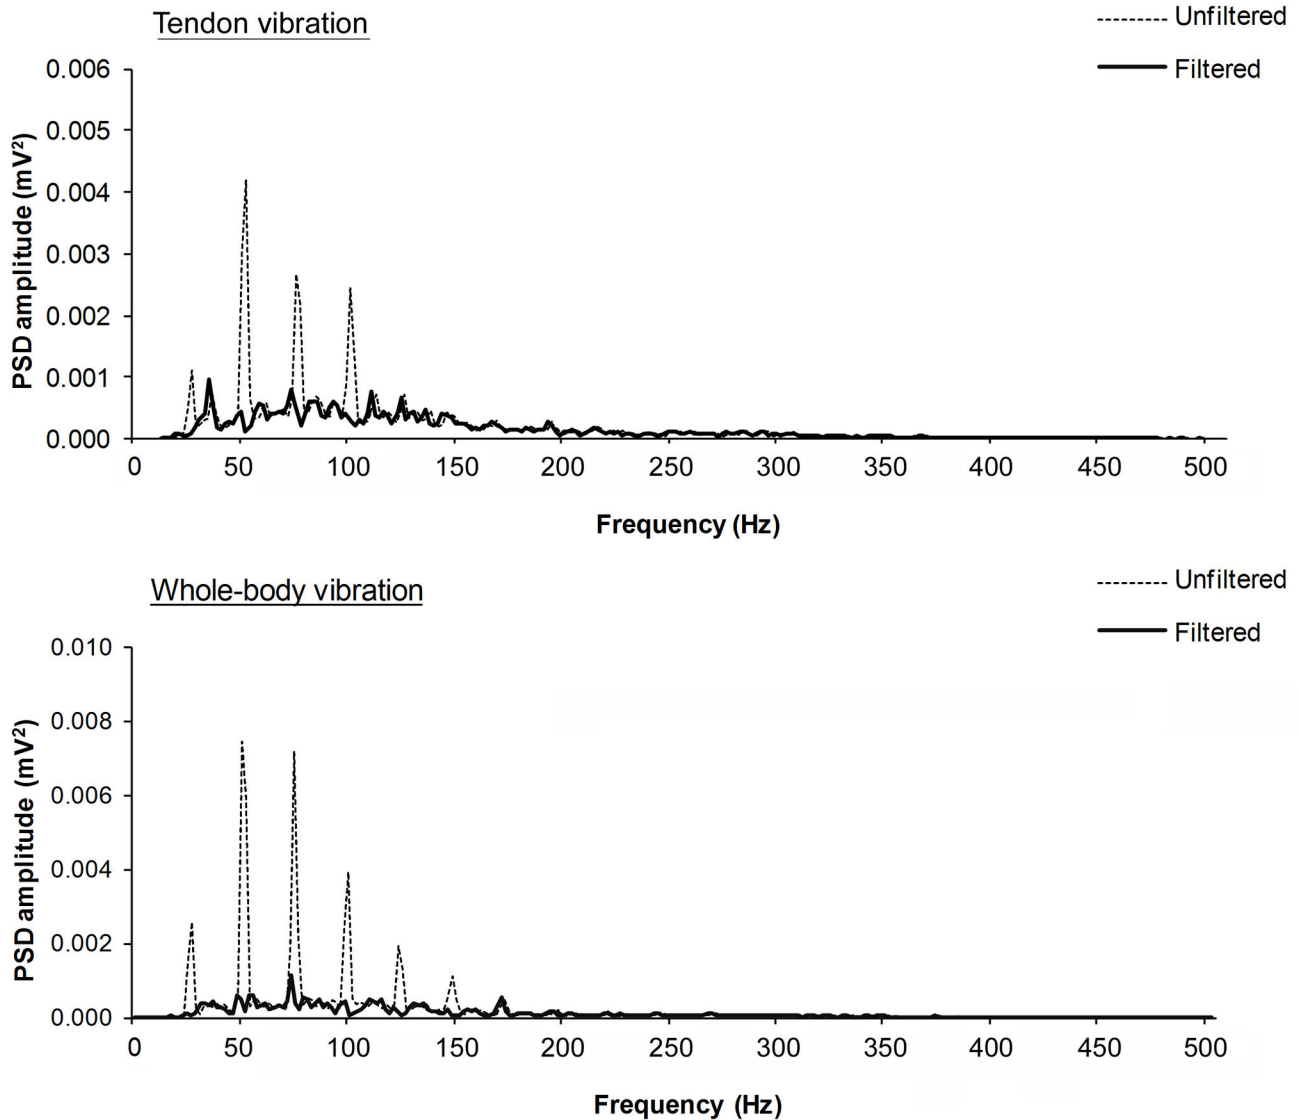 Tendon vibration
Unfiltered
Filtered
PSD amplitude (mV²)
0.006
0.005
0.004
0.003
0.002
0.001
0.000
0 50 100 150 200 250 300 350 400 450 500
Frequency (Hz)
Whole-body vibration
Unfiltered
Filtered
PSD amplitude (mV²)
0.010
0.008
0.006
0.004
0.002
0.000
0 50 100 150 200 250 300 350 400 450 500
Frequency (Hz)